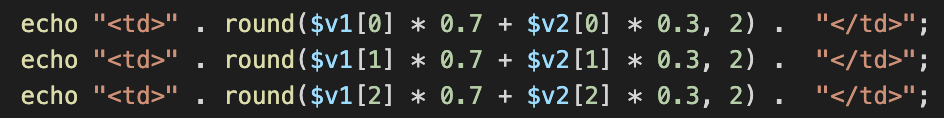 echo "<td>" . round($v1[0] * 0.7 + $v2[0] * 0.3, 2) .  "</td>";
echo "<td>" . round($v1[1] * 0.7 + $v2[1] * 0.3, 2) .  "</td>";
echo "<td>" . round($v1[2] * 0.7 + $v2[2] * 0.3, 2) .  "</td>";